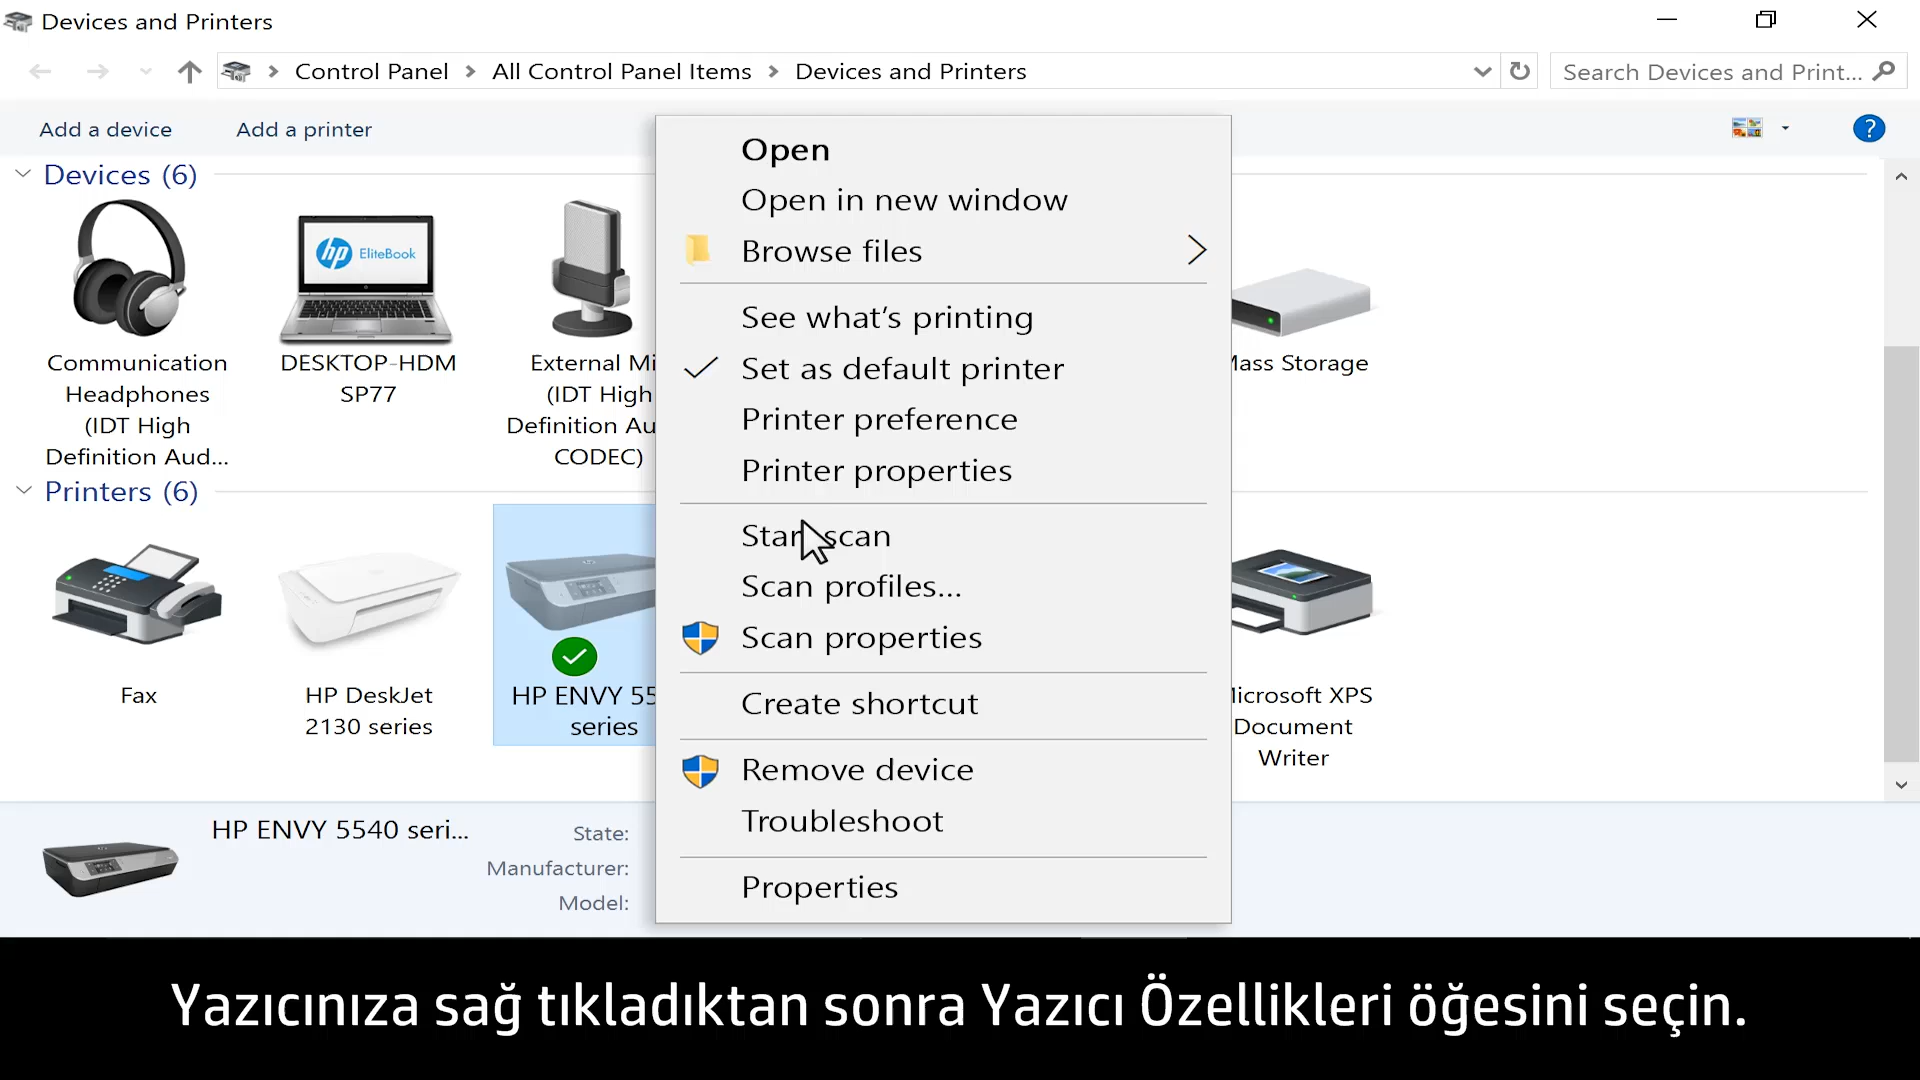 Devices and Printers
Control Panel > All Control Panel Items > Devices and Printers
Search Devices and Print...
Add a device
Add a printer
?
Devices (6)
hp EliteBook
Communication
Headphones
(IDT High
Definition Aud...
DESKTOP-HDM
SP77
External Mi
(IDT High
Definition Au
CODEC)
Mass Storage
Printers (6)
Fax
HP DeskJet
2130 series
HP ENVY 55
series
Microsoft XPS
Document
Writer
Open
Open in new window
Browse files
See what's printing
Set as default printer
Printer preference
Printer properties
Start scan
Scan profiles...
Scan properties
Create shortcut
Remove device
Troubleshoot
Properties
HP ENVY 5540 seri...
State:
Manufacturer:
Model:
Yazıcınıza sağ tıkladıktan sonra Yazıcı Özellikleri öğesini seçin.